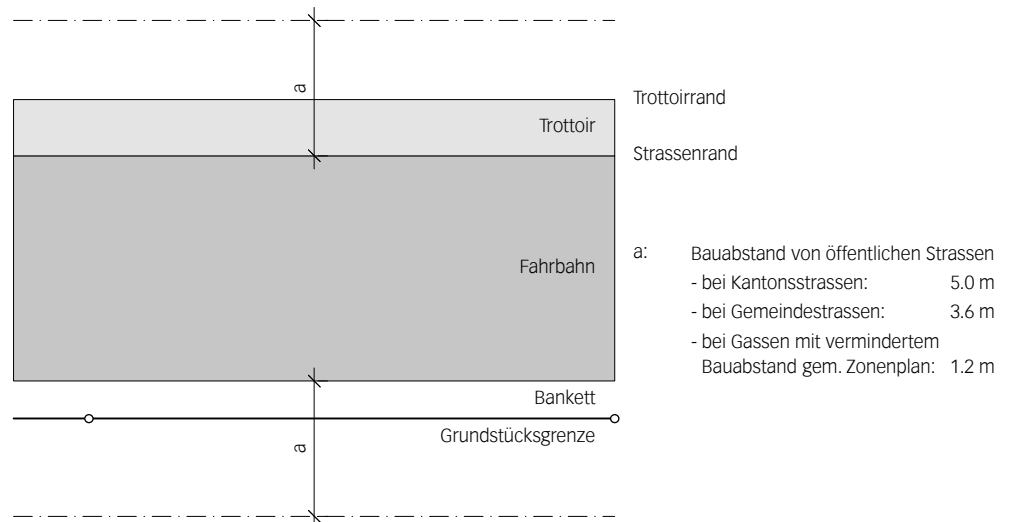 a
Trottoirrand
Trottoir
Strassenrand
a: Bauabstand von öffentlichen Strassen
- bei Kantonsstrassen: 5.0 m
Fahrbahn
- bei Gemeindestrassen: 3.6 m
- bei Gassen mit vermindertem
Bauabstand gem. Zonenplan: 1.2 m
Bankett
Grundstücksgrenze
a